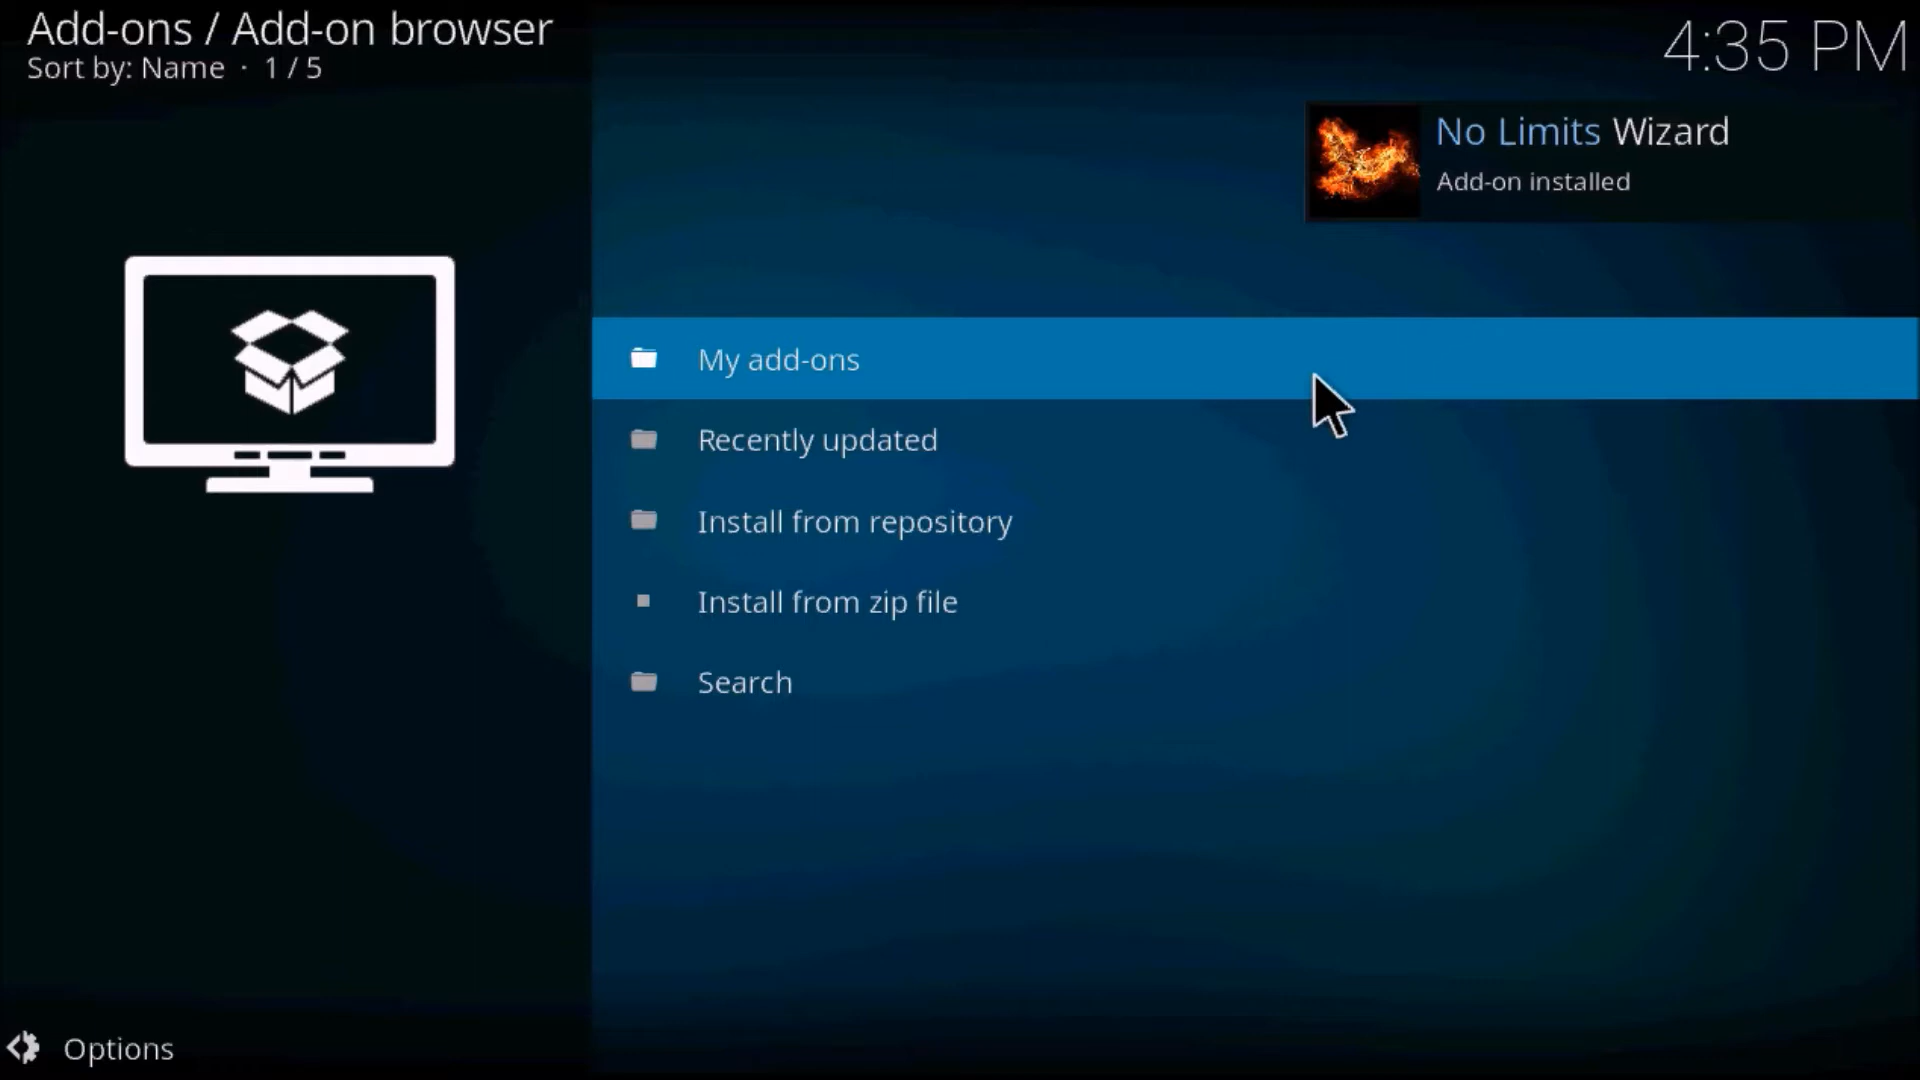 Add-ons / Add-on browser
Sort by: Name · 1 / 5
4:35 PM
No Limits Wizard
Add-on installed
My add-ons
Recently updated
Install from repository
Install from zip file
Search
Options